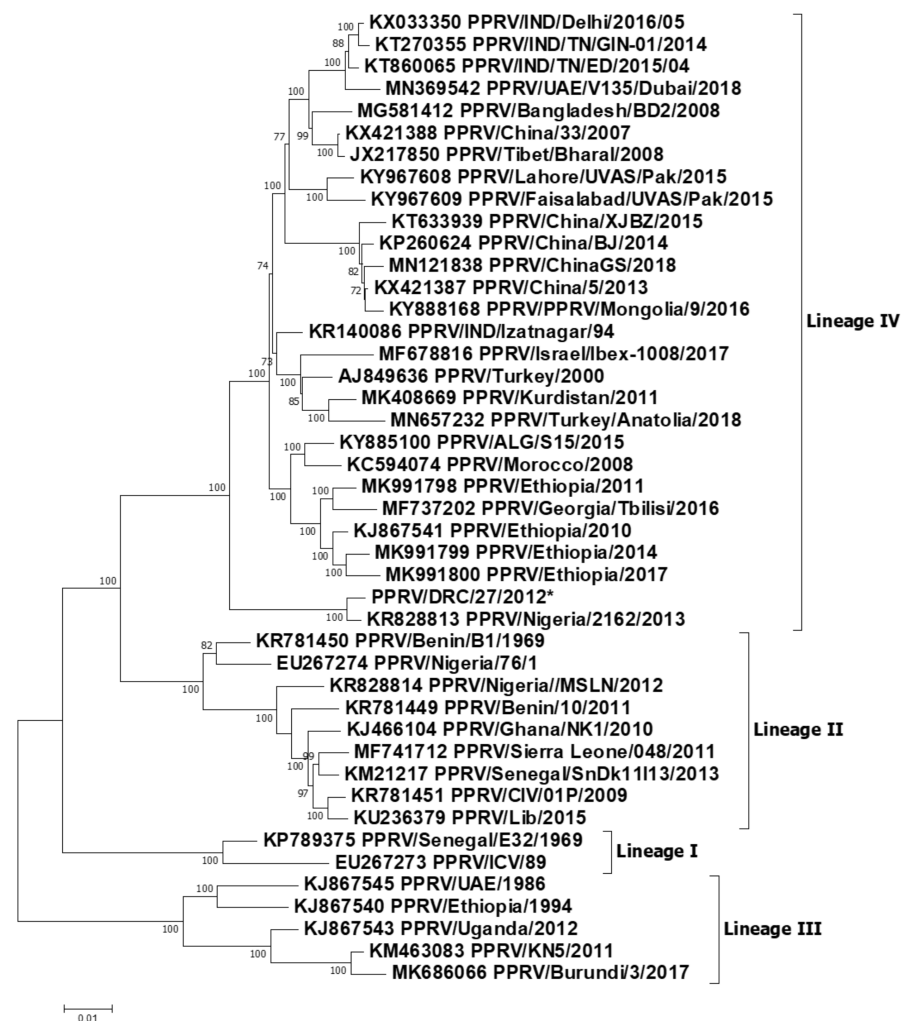 KX033350 PPRV/IND/Delhi/2016/05
100
88
KT270355 PPRV/IND/TN/GIN-01/2014
100
KT860065 PPRV/IND/TN/ED/2015/04
100
MN369542 PPRV/UAE/V135/Dubai/2018
MG581412 PPRV/Bangladesh/BD2/2008
77
99
KX421388 PPRV/China/33/2007
100
JX217850 PPRV/Tibet/Bharal/2008
KY967608 PPRV/Lahore/UVAS/Pak/2015
100
100
KY967609 PPRV/Faisalabad/UVAS/Pak/2015
KT633939 PPRV/China/XJBZ/2015
100
KP260624 PPRV/China/BJ/2014
74
82
MN121838 PPRV/ChinaGS/2018
72
KX421387 PPRV/China/5/2013
KY888168 PPRV/PPRV/Mongolia/9/2016
Lineage IV
KR140086 PPRV/IND/Izatnagar/94
73
MF678816 PPRV/Israel/Ibex-1008/2017
100
100
AJ849636 PPRV/Turkey/2000
85
MK408669 PPRV/Kurdistan/2011
100
MN657232 PPRV/Turkey/Anatolia/2018
100
KY885100 PPRV/ALG/S15/2015
KC594074 PPRV/Morocco/2008
100
100
100
MK991798 PPRV/Ethiopia/2011
MF737202 PPRV/Georgia/Tbilisi/2016
100
KJ867541 PPRV/Ethiopia/2010
100
MK991799 PPRV/Ethiopia/2014
100
MK991800 PPRV/Ethiopia/2017
100
PPRV/DRC/27/2012*
100
KR828813 PPRV/Nigeria/2162/2013
82
KR781450 PPRV/Benin/B1/1969
EU267274 PPRV/Nigeria/76/1
100
KR828814 PPRV/Nigeria//MSLN/2012
100
KR781449 PPRV/Benin/10/2011
KJ466104 PPRV/Ghana/NK1/2010
Lineage II
99
MF741712 PPRV/Sierra Leone/048/2011
100
KM21217 PPRV/Senegal/SnDk11I13/2013
97
KR781451 PPRV/CIV/01P/2009
100
KU236379 PPRV/Lib/2015
KP789375 PPRV/Senegal/E32/1969
Lineage I
100
EU267273 PPRV/ICV/89
100
KJ867545 PPRV/UAE/1986
KJ867540 PPRV/Ethiopia/1994
100
KJ867543 PPRV/Uganda/2012
Lineage III
100
KM463083 PPRV/KN5/2011
100
MK686066 PPRV/Burundi/3/2017
0.01